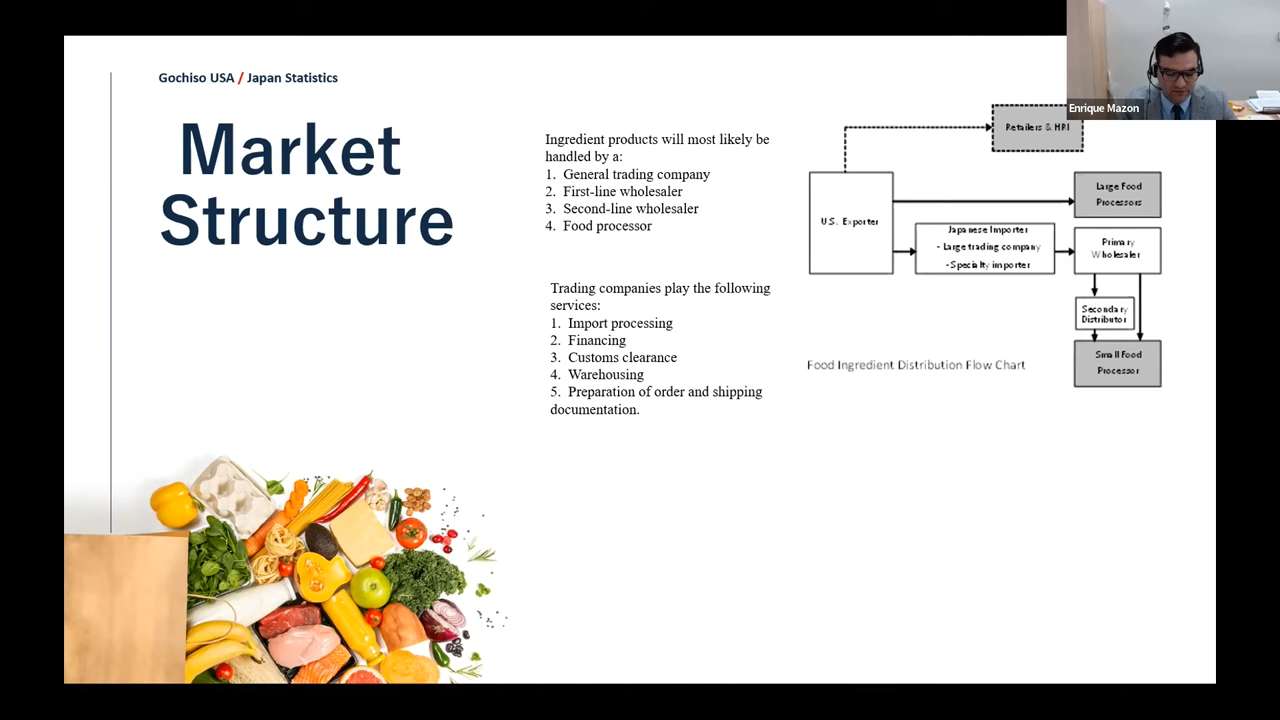 Gochiso USA / Japan Statistics
Market
Structure
Ingredient products will most likely be
handled by a:
1. General trading company
2. First-line wholesaler
3. Second-line wholesaler
4. Food processor
Trading companies play the following
services:
1. Import processing
2. Financing
3. Customs clearance
4. Warehousing
5. Preparation of order and shipping
documentation.
Enrique Mazon
Retailers & HRI
Large Food
Processors
U.S. Exporter
Japanese Importer
- Large trading company
- Specialty importer
Primary
Wholesaler
Secondary
Distributor
Small Food
Processor
Food Ingredient Distribution Flow Chart